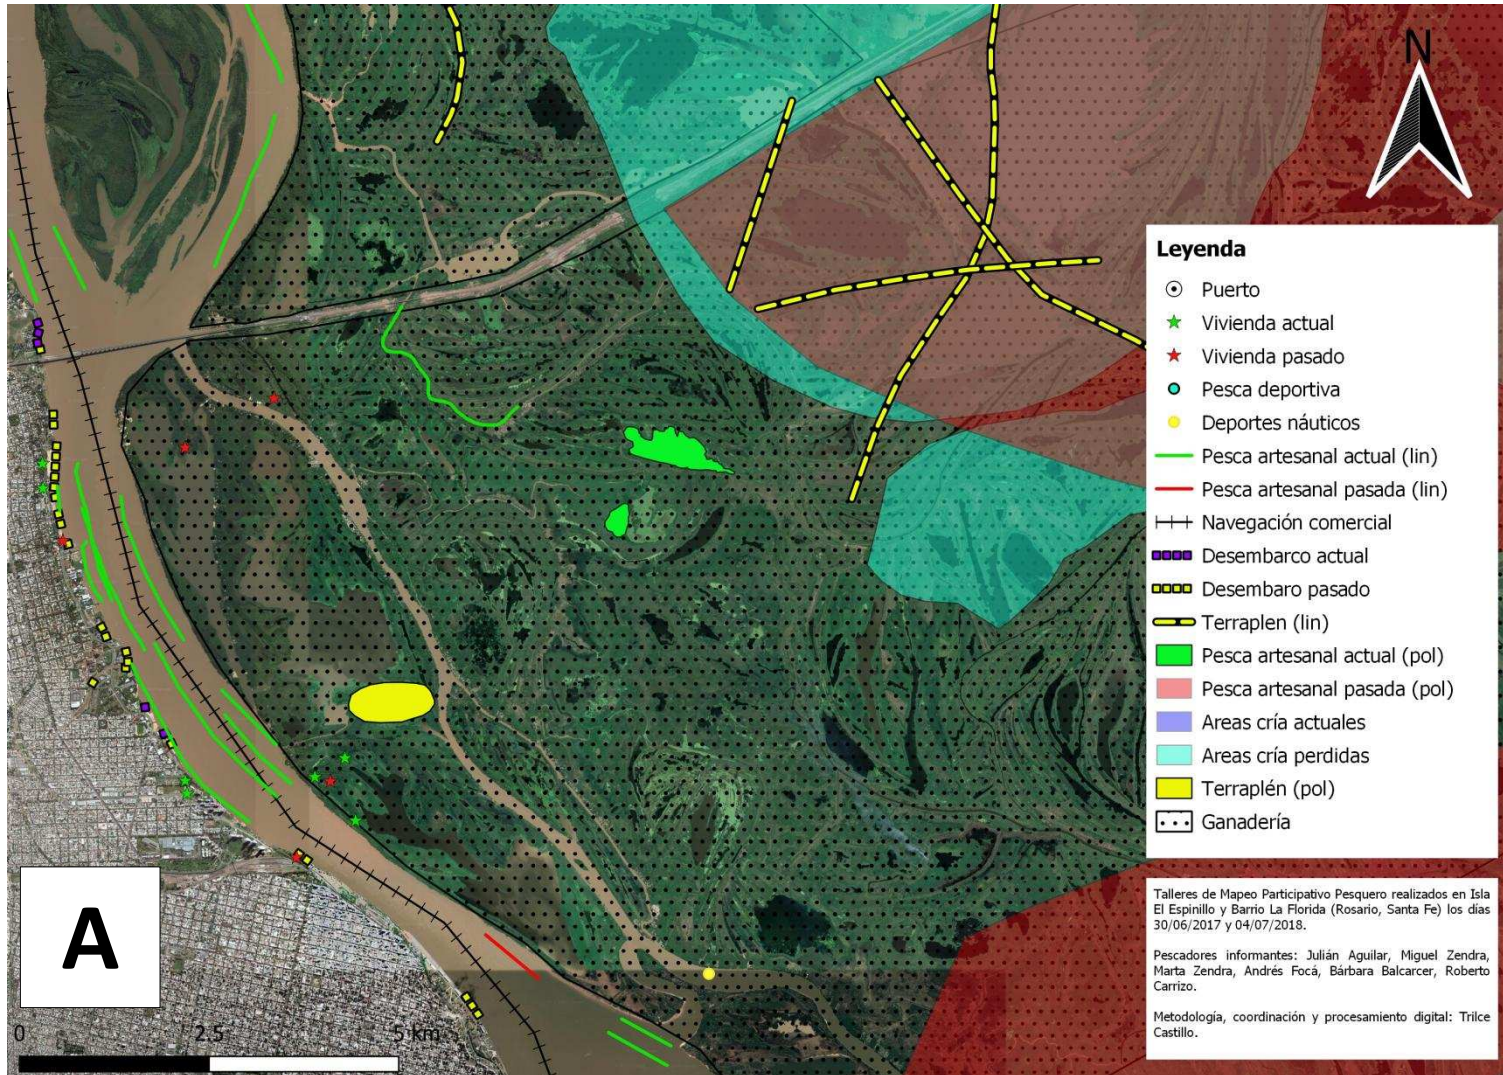 N
Leyenda
Puerto
Vivienda actual
Vivienda pasado
Pesca deportiva
Deportes náuticos
Pesca artesanal actual (lin)
Pesca artesanal pasada (lin)
Navegación comercial
Desembarco actual
Desembaro pasado
Terraplen (lin)
Pesca artesanal actual (pol)
Pesca artesanal pasada (pol)
Areas cría actuales
Areas cría perdidas
Terraplén (pol)
Ganadería
Talleres de Mapeo Participativo Pesquero realizados en Isla
El Espinillo y Barrio La Florida (Rosario, Santa Fe) los días
30/06/2017 y 04/07/2018.
Pescadores informantes: Julián Aguilar, Miguel Zendra,
Marta Zendra, Andrés Focá, Bárbara Balcarcer, Roberto
Carrizo.
Metodología, coordinación y procesamiento digital: Trilce
Castillo.
A
0 2.5 5 km